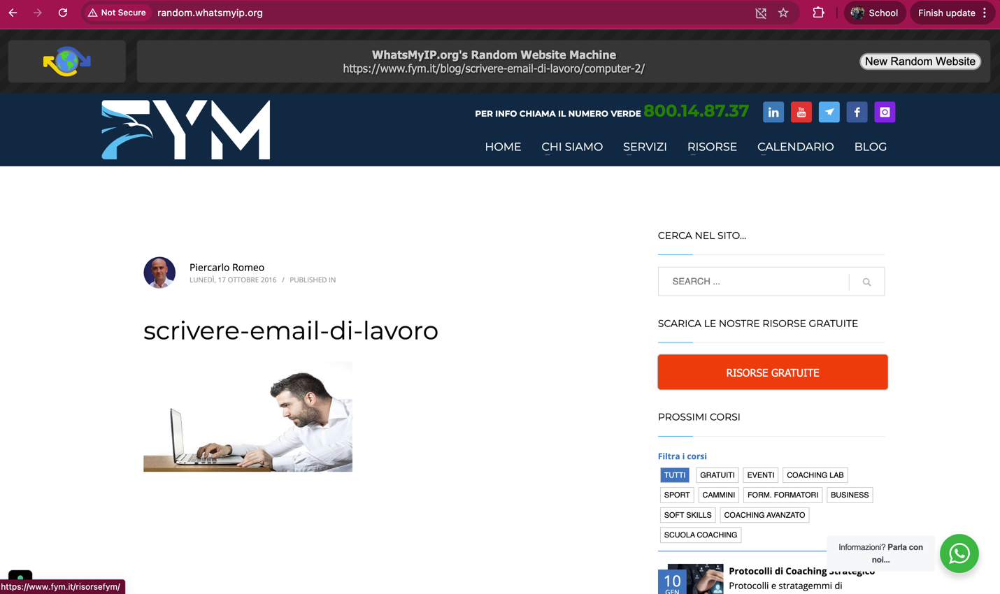 Not Secure
random.whatsmyip.org
School
Finish update
WhatsMyIP.org's Random Website Machine
https://www.fym.it/blog/scrivere-email-di-lavoro/computer-2/
New Random Website
FYM
PER INFO CHIAMA IL NUMERO VERDE 800.14.87.37
in
You
Tube
f
HOME
CHI SIAMO
SERVIZI
RISORSE
CALENDARIO
BLOG
Piercarlo Romeo
LUNEDÌ, 17 OTTOBRE 2016 / PUBLISHED IN
scrivere-email-di-lavoro
CERCA NEL SITO...
SEARCH ...
SCARICA LE NOSTRE RISORSE GRATUITE
RISORSE GRATUITE
PROSSIMI CORSI
Filtra i corsi
TUTTI GRATUITI EVENTI COACHING LAB
SPORT CAMMINI FORM. FORMATORI BUSINESS
SOFT SKILLS COACHING AVANZATO
SCUOLA COACHING
Informazioni? Parla con
noi...
10
GEN
Protocolli di Coaching Strategico
Protocolli e stratagemmi di
https://www.fym.it/risorsefym/